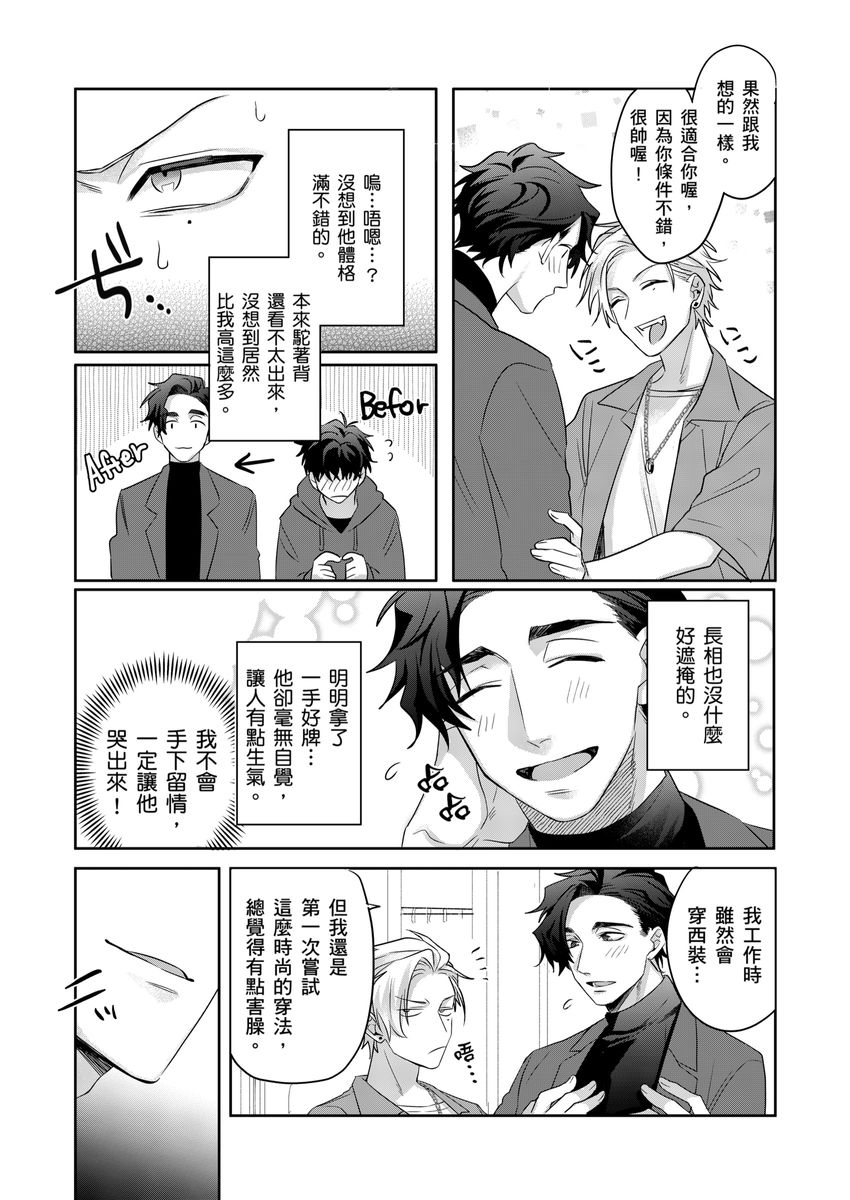 果然跟我
想的一樣。
很適合你喔，
因為你條件不錯，
很帥喔！
嗚…唔嗯…？
沒想到他體格
滿不錯的。
本來駝著背
還看不太出來，
沒想到居然
比我高這麼多。
Befor
After
長相也沒什麼
好遮掩的。
明明拿了
一手好牌…
他卻毫無自覺，
讓人有點生氣。
我不會
手下留情，
一定讓他
哭出來！
我工作時
雖然會
穿西裝…
但我還是
第一次嘗試
這麼時尚的穿法，
總覺得有點害臊。
唔…